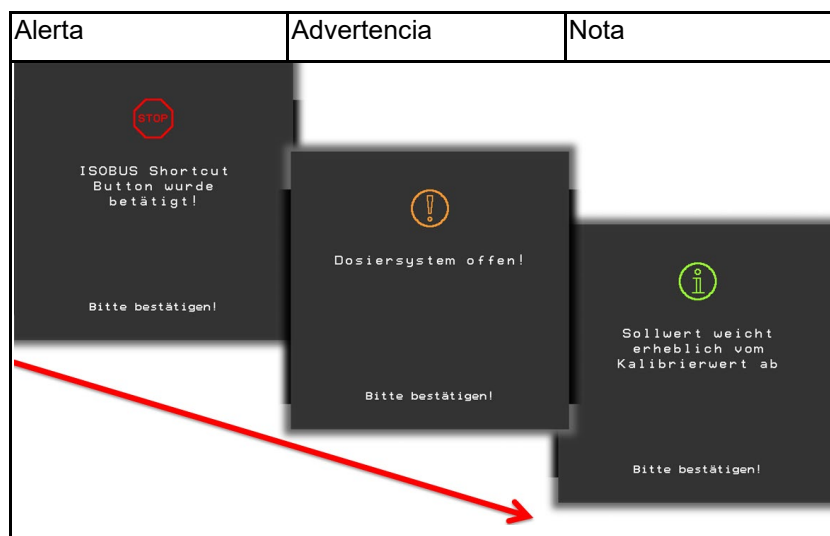 Alerta
Advertencia
Nota
STOP
ISOBUS Shortcut
Button wurde
betätigt!
Bitte bestätigen!
Dosiersystem offen!
Bitte bestätigen!
Sollwert weicht
erheblich vom
Kalibrierwert ab
Bitte bestätigen!